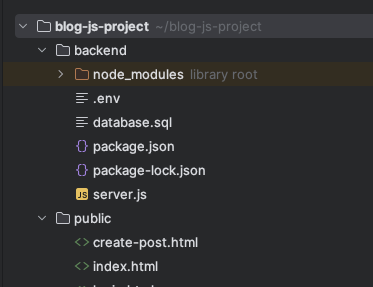 blog-js-project ~/blog-js-project
backend
node_modules library root
.env
database.sql
package.json
package-lock.json
JS server.js
public
create-post.html
index.html